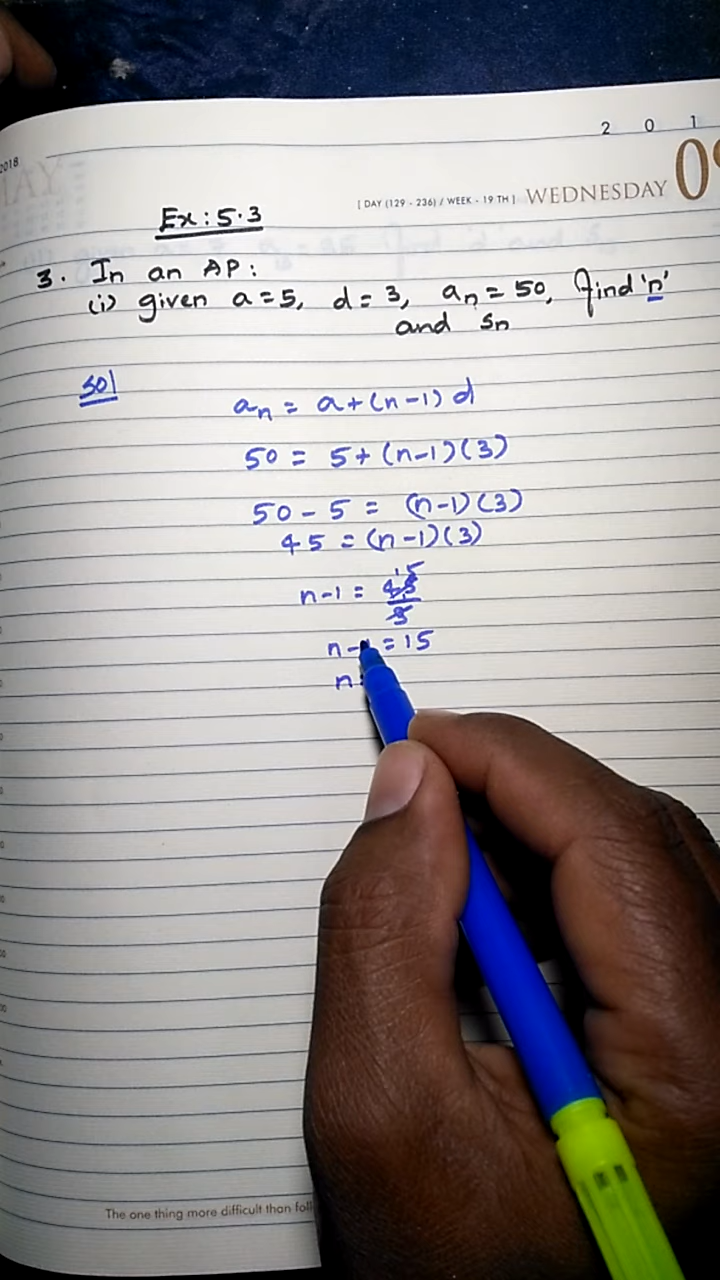 2 0 1
2018
MAY
[ DAY (129 - 236) / WEEK - 19 TH ] WEDNESDAY
Ex: 5.3
3. In an AP:
(i) given a = 5, d = 3, aₙ = 50, find 'n'
and Sₙ
Sol
aₙ = a + (n-1) d
50 = 5 + (n-1)(3)
50 - 5 = (n-1)(3)
45 = (n-1)(3)
15
n-1 = 45
3
= 15
n
The one thing more difficult than